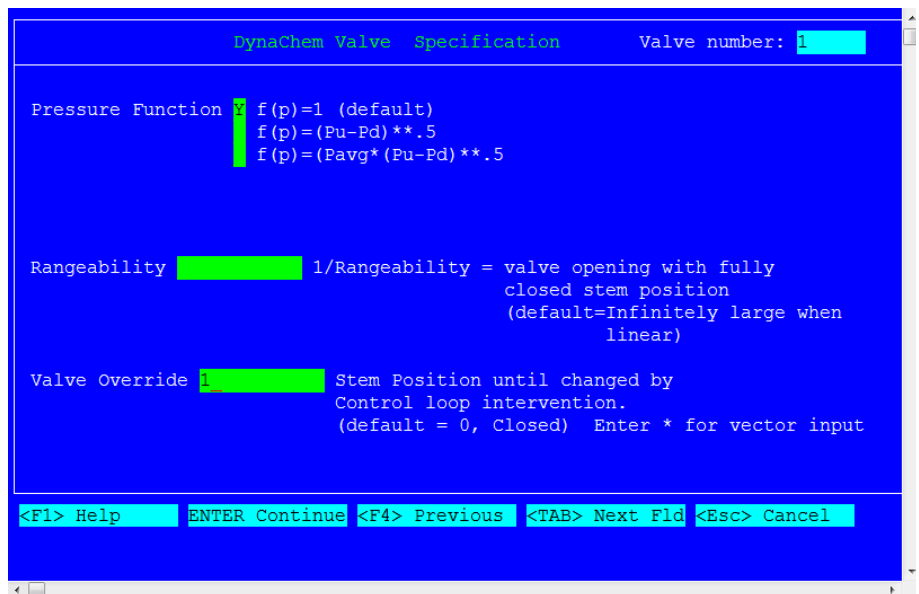 DynaChem Valve Specification Valve number: 1
Pressure Function Y f(p)=1 (default)
f(p)=(Pu-Pd)**.5
f(p)=(Pavg*(Pu-Pd)**.5
Rangeability 1/Rangeability = valve opening with fully
closed stem position
(default=Infinitely large when
linear)
Valve Override 1_ Stem Position until changed by
Control loop intervention.
(default = 0, Closed) Enter * for vector input
<F1> Help ENTER Continue <F4> Previous <TAB> Next Fld <Esc> Cancel